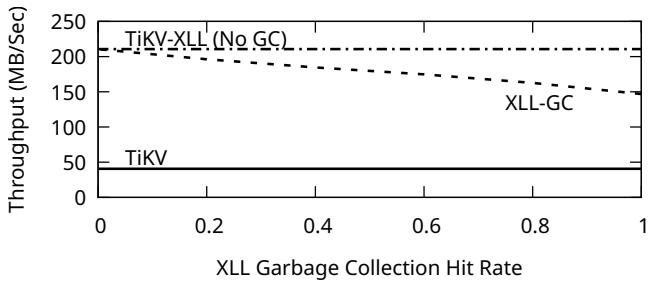 Throughput (MB/Sec)
250
200
150
100
50
0
TiKV-XLL (No GC)
XLL-GC
TiKV
0
0.2
0.4
0.6
0.8
1
XLL Garbage Collection Hit Rate